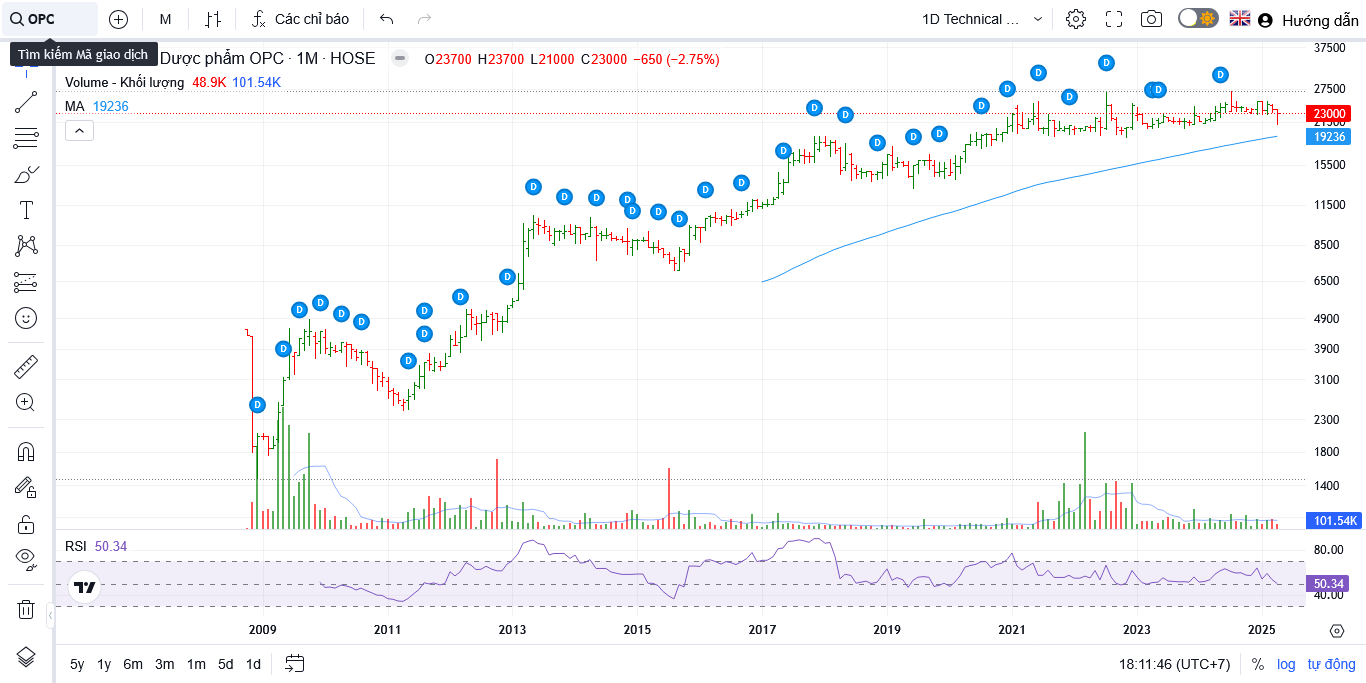 OPC M Các chỉ báo 1D Technical ... Hướng dẫn
Tìm kiếm Mã giao dịch
Dược phẩm OPC · 1M · HOSE O23700 H23700 L21000 C23000 −650 (−2.75%)
Volume - Khối lượng 48.9K 101.54K
MA 19236
37500
27500
23000
19236
15500
11500
8500
6500
4900
3900
3100
2300
1800
1400
101.54K
RSI 50.34
80.00
50.34
40.00
2009 2011 2013 2015 2017 2019 2021 2023 2025
5y 1y 6m 3m 1m 5d 1d 18:11:46 (UTC+7) % log tự động